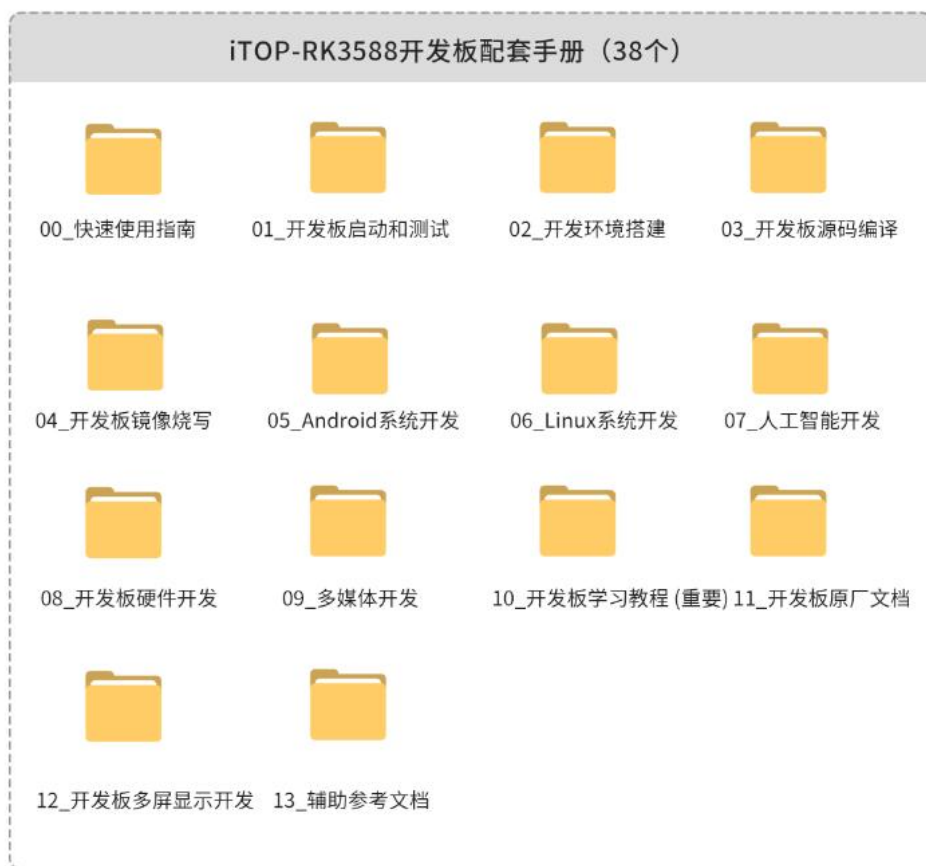 iTOP-RK3588开发板配套手册（38个）
00_快速使用指南
01_开发板启动和测试
02_开发环境搭建
03_开发板源码编译
04_开发板镜像烧写
05_Android系统开发
06_Linux系统开发
07_人工智能开发
08_开发板硬件开发
09_多媒体开发
10_开发板学习教程 (重要)
11_开发板原厂文档
12_开发板多屏显示开发
13_辅助参考文档